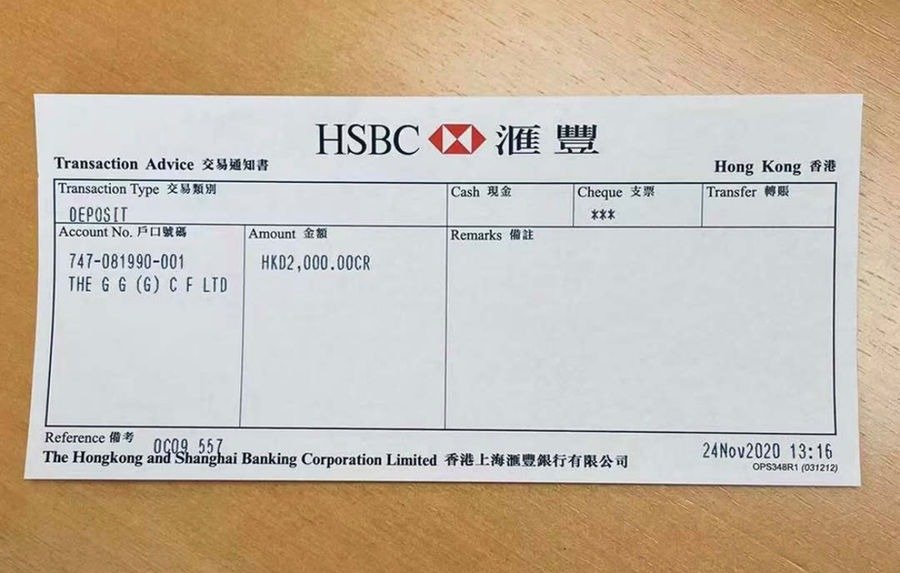 HSBC 滙豐
Transaction Advice 交易通知書
Hong Kong 香港
Transaction Type 交易類別
DEPOSIT
Cash 現金
Cheque 支票
***
Transfer 轉賬
Account No. 戶口號碼
747-081990-001
THE G G (G) C F LTD
Amount 金額
HKD2,000.00CR
Remarks 備註
Reference 備考
OC09 557
The Hongkong and Shanghai Banking Corporation Limited 香港上海滙豐銀行有限公司
24Nov2020 13:16
OPS348R1 (031212)